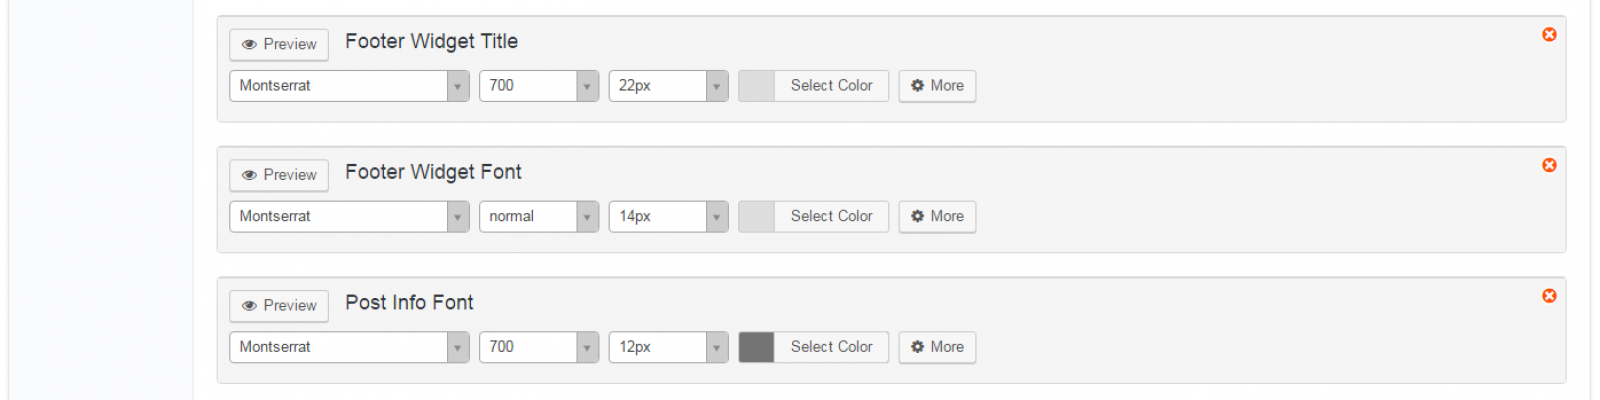 Preview Footer Widget Title
Montserrat 700 22px Select Color More
Preview Footer Widget Font
Montserrat normal 14px Select Color More
Preview Post Info Font
Montserrat 700 12px Select Color More